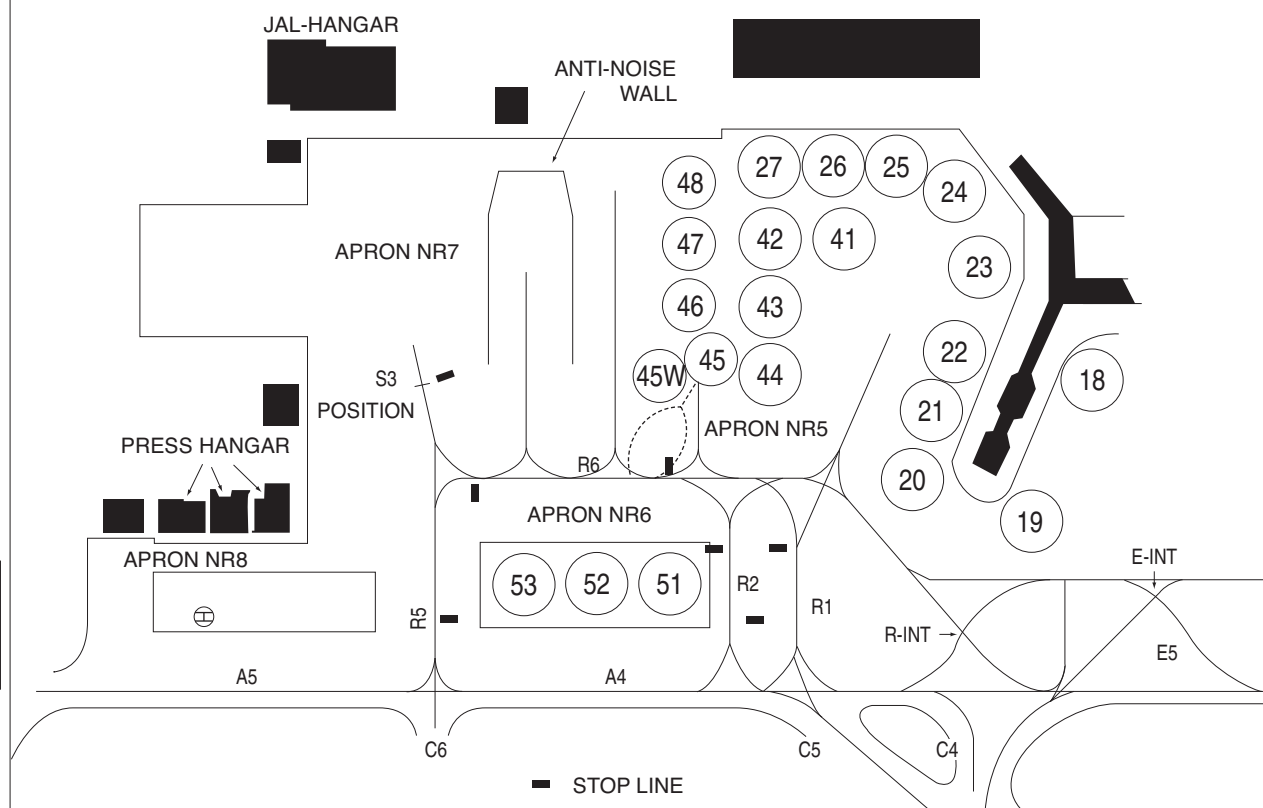 JAL-HANGAR
ANTI-NOISE
WALL
27 26 25
48
24
APRON NR7
47
42
41
23
46
43
45
22
S3
45W
44
18
POSITION
21
PRESS HANGAR
APRON NR5
R6
20
APRON NR6
19
APRON NR8
E-INT
53 52 51
R2
R1
R5
R-INT
E5
A5
A4
C6
C5
C4
STOP LINE
H